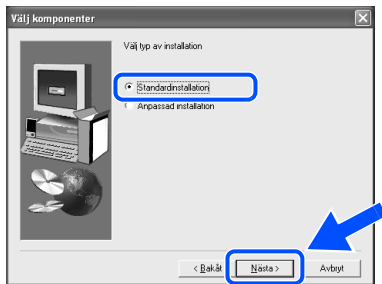 Välj komponenter
Välj typ av installation
Standardinstallation
Anpassad installation
< Bakåt
Nästa >
Avbryt